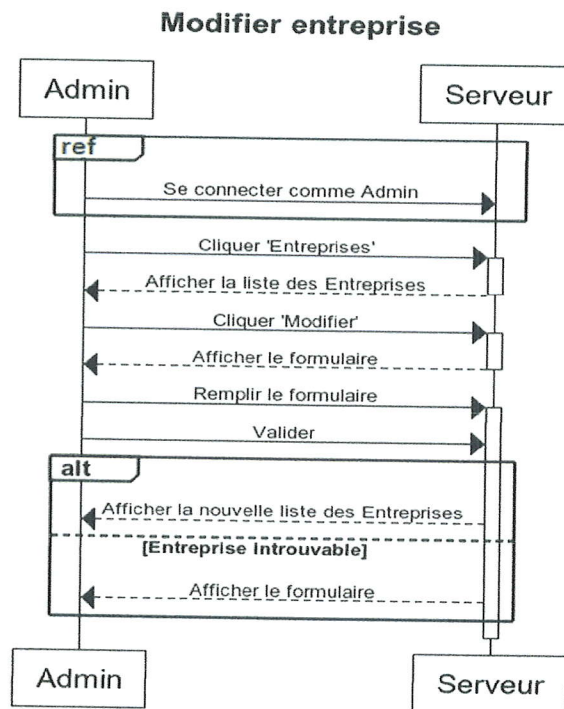 Modifier entreprise
Admin
Serveur
ref
Se connecter comme Admin
Cliquer 'Entreprises'
Afficher la liste des Entreprises
Cliquer 'Modifier'
Afficher le formulaire
Remplir le formulaire
Valider
alt
Afficher la nouvelle liste des Entreprises
[Entreprise Introuvable]
Afficher le formulaire
Admin
Serveur